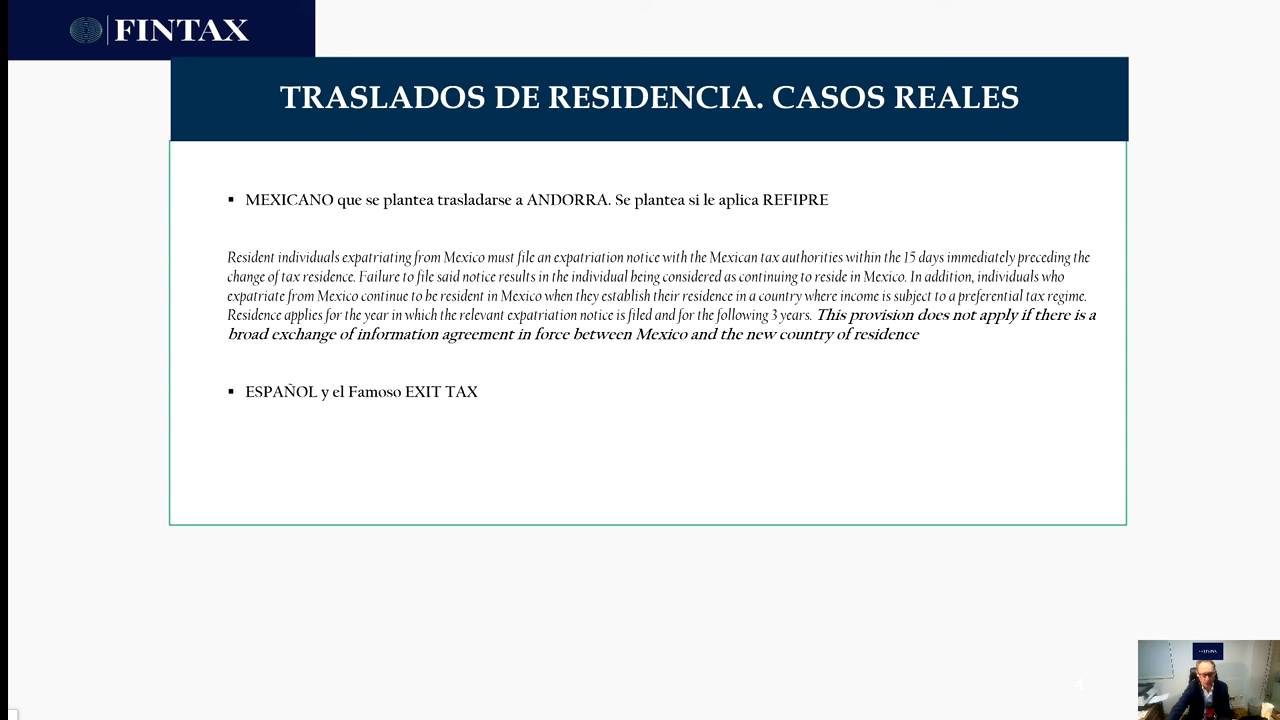 FINTAX
TRASLADOS DE RESIDENCIA. CASOS REALES
▪ MEXICANO que se plantea trasladarse a ANDORRA. Se plantea si le aplica REFIPRE
Resident individuals expatriating from Mexico must file an expatriation notice with the Mexican tax authorities within the 15 days immediately preceding the
change of tax residence. Failure to file said notice results in the individual being considered as continuing to reside in Mexico. In addition, individuals who
expatriate from Mexico continue to be resident in Mexico when they establish their residence in a country where income is subject to a preferential tax regime.
Residence applies for the year in which the relevant expatriation notice is filed and for the following 3 years. This provision does not apply if there is a
broad exchange of information agreement in force between Mexico and the new country of residence
▪ ESPAÑOL y el Famoso EXIT TAX
4